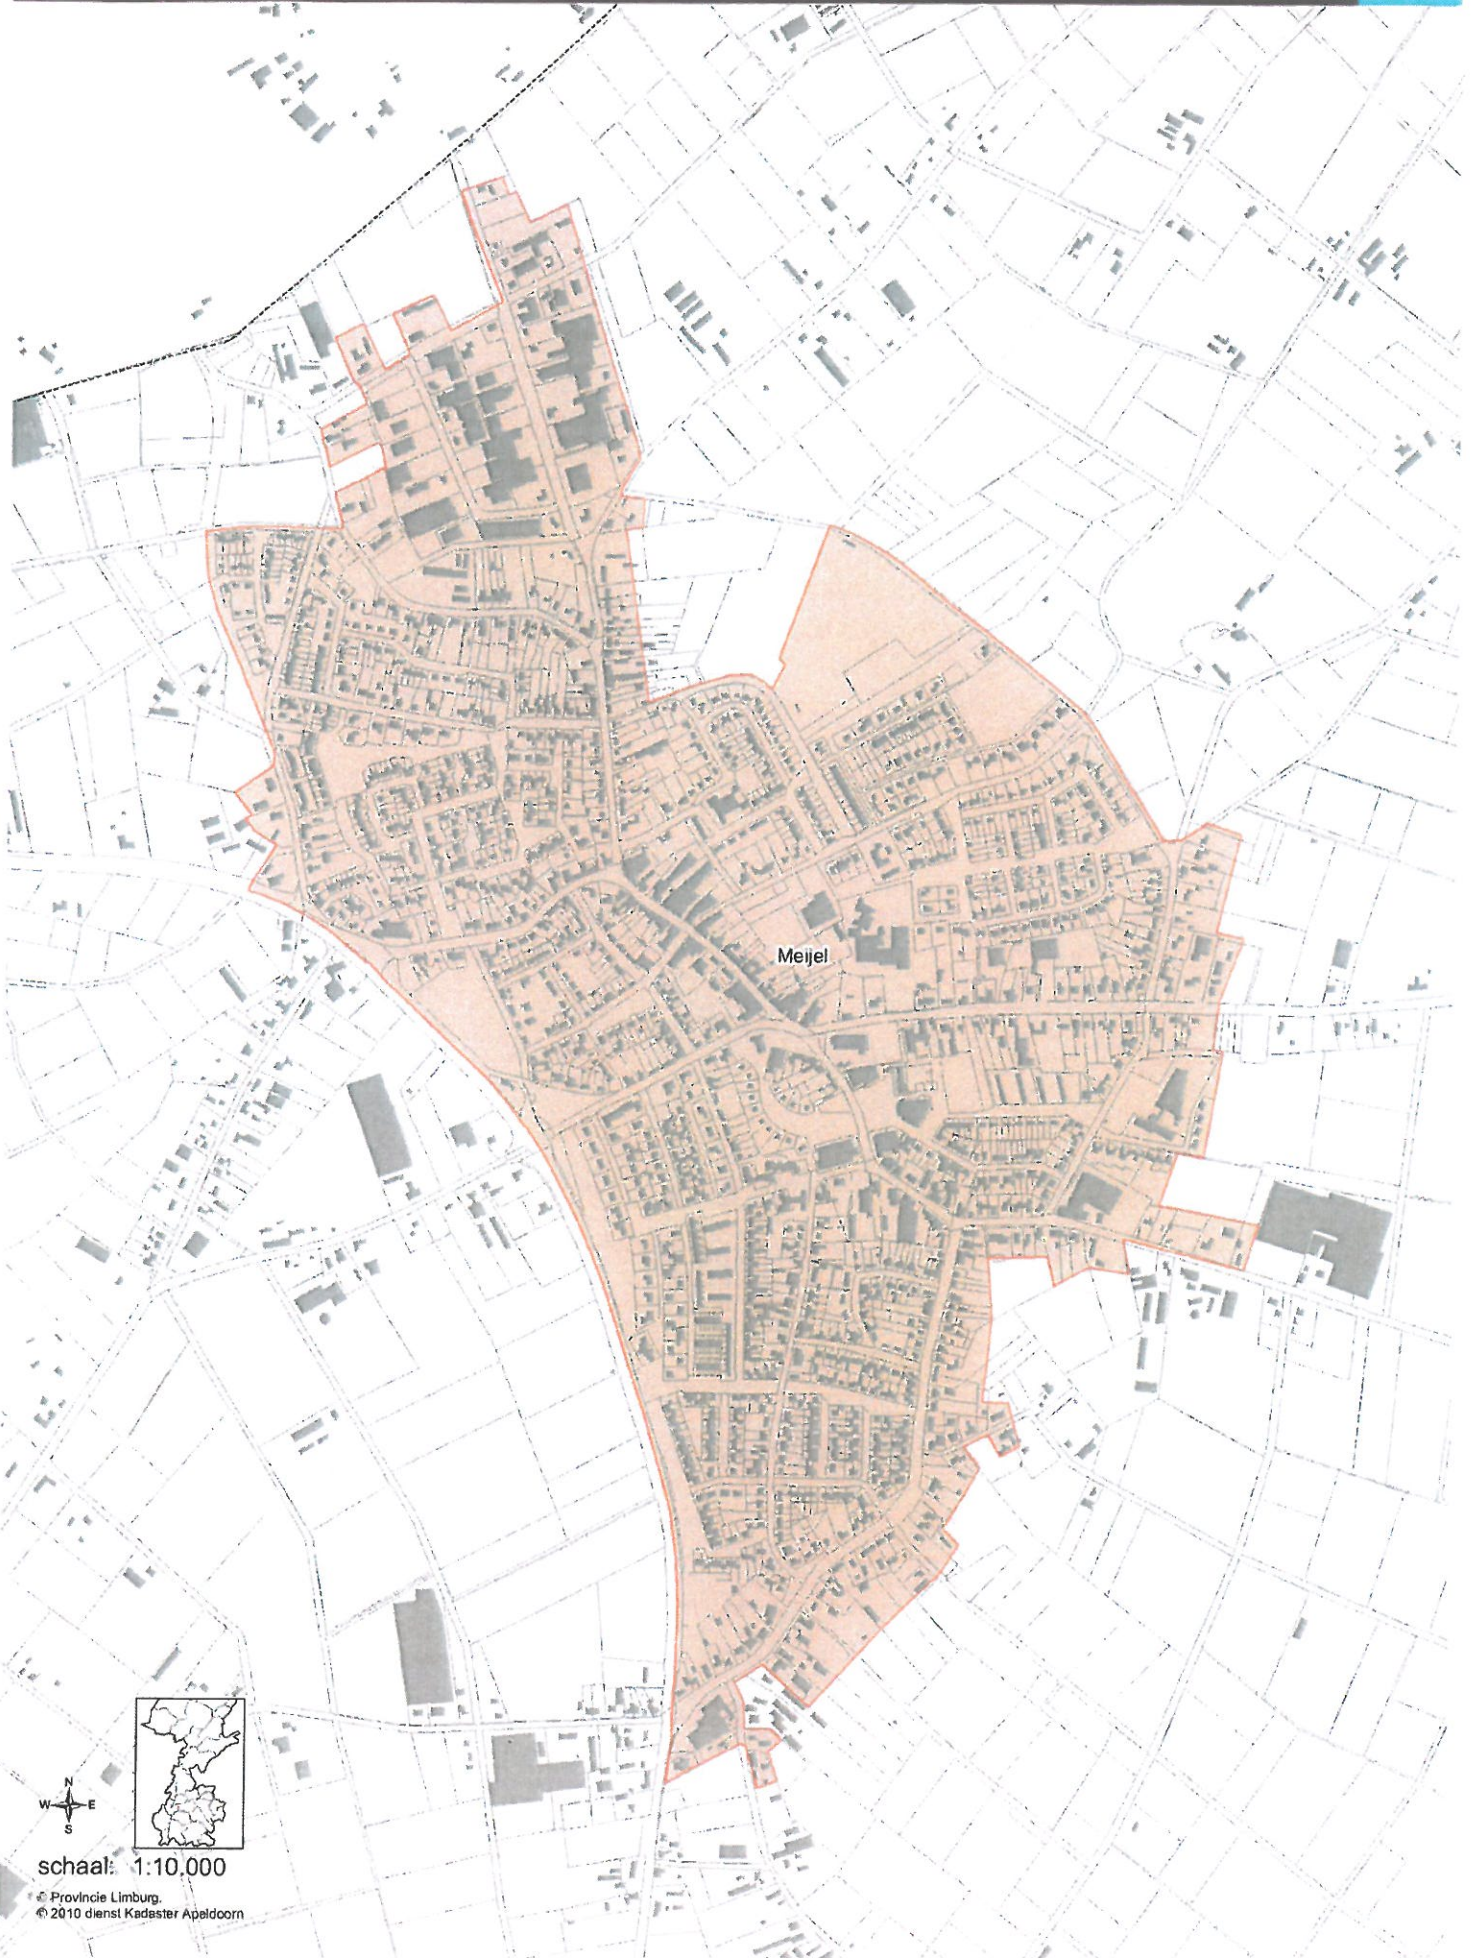 Meijel
N
W E
S
schaal: 1:10.000
© Provincie Limburg.
© 2010 dienst Kadaster Apeldoorn